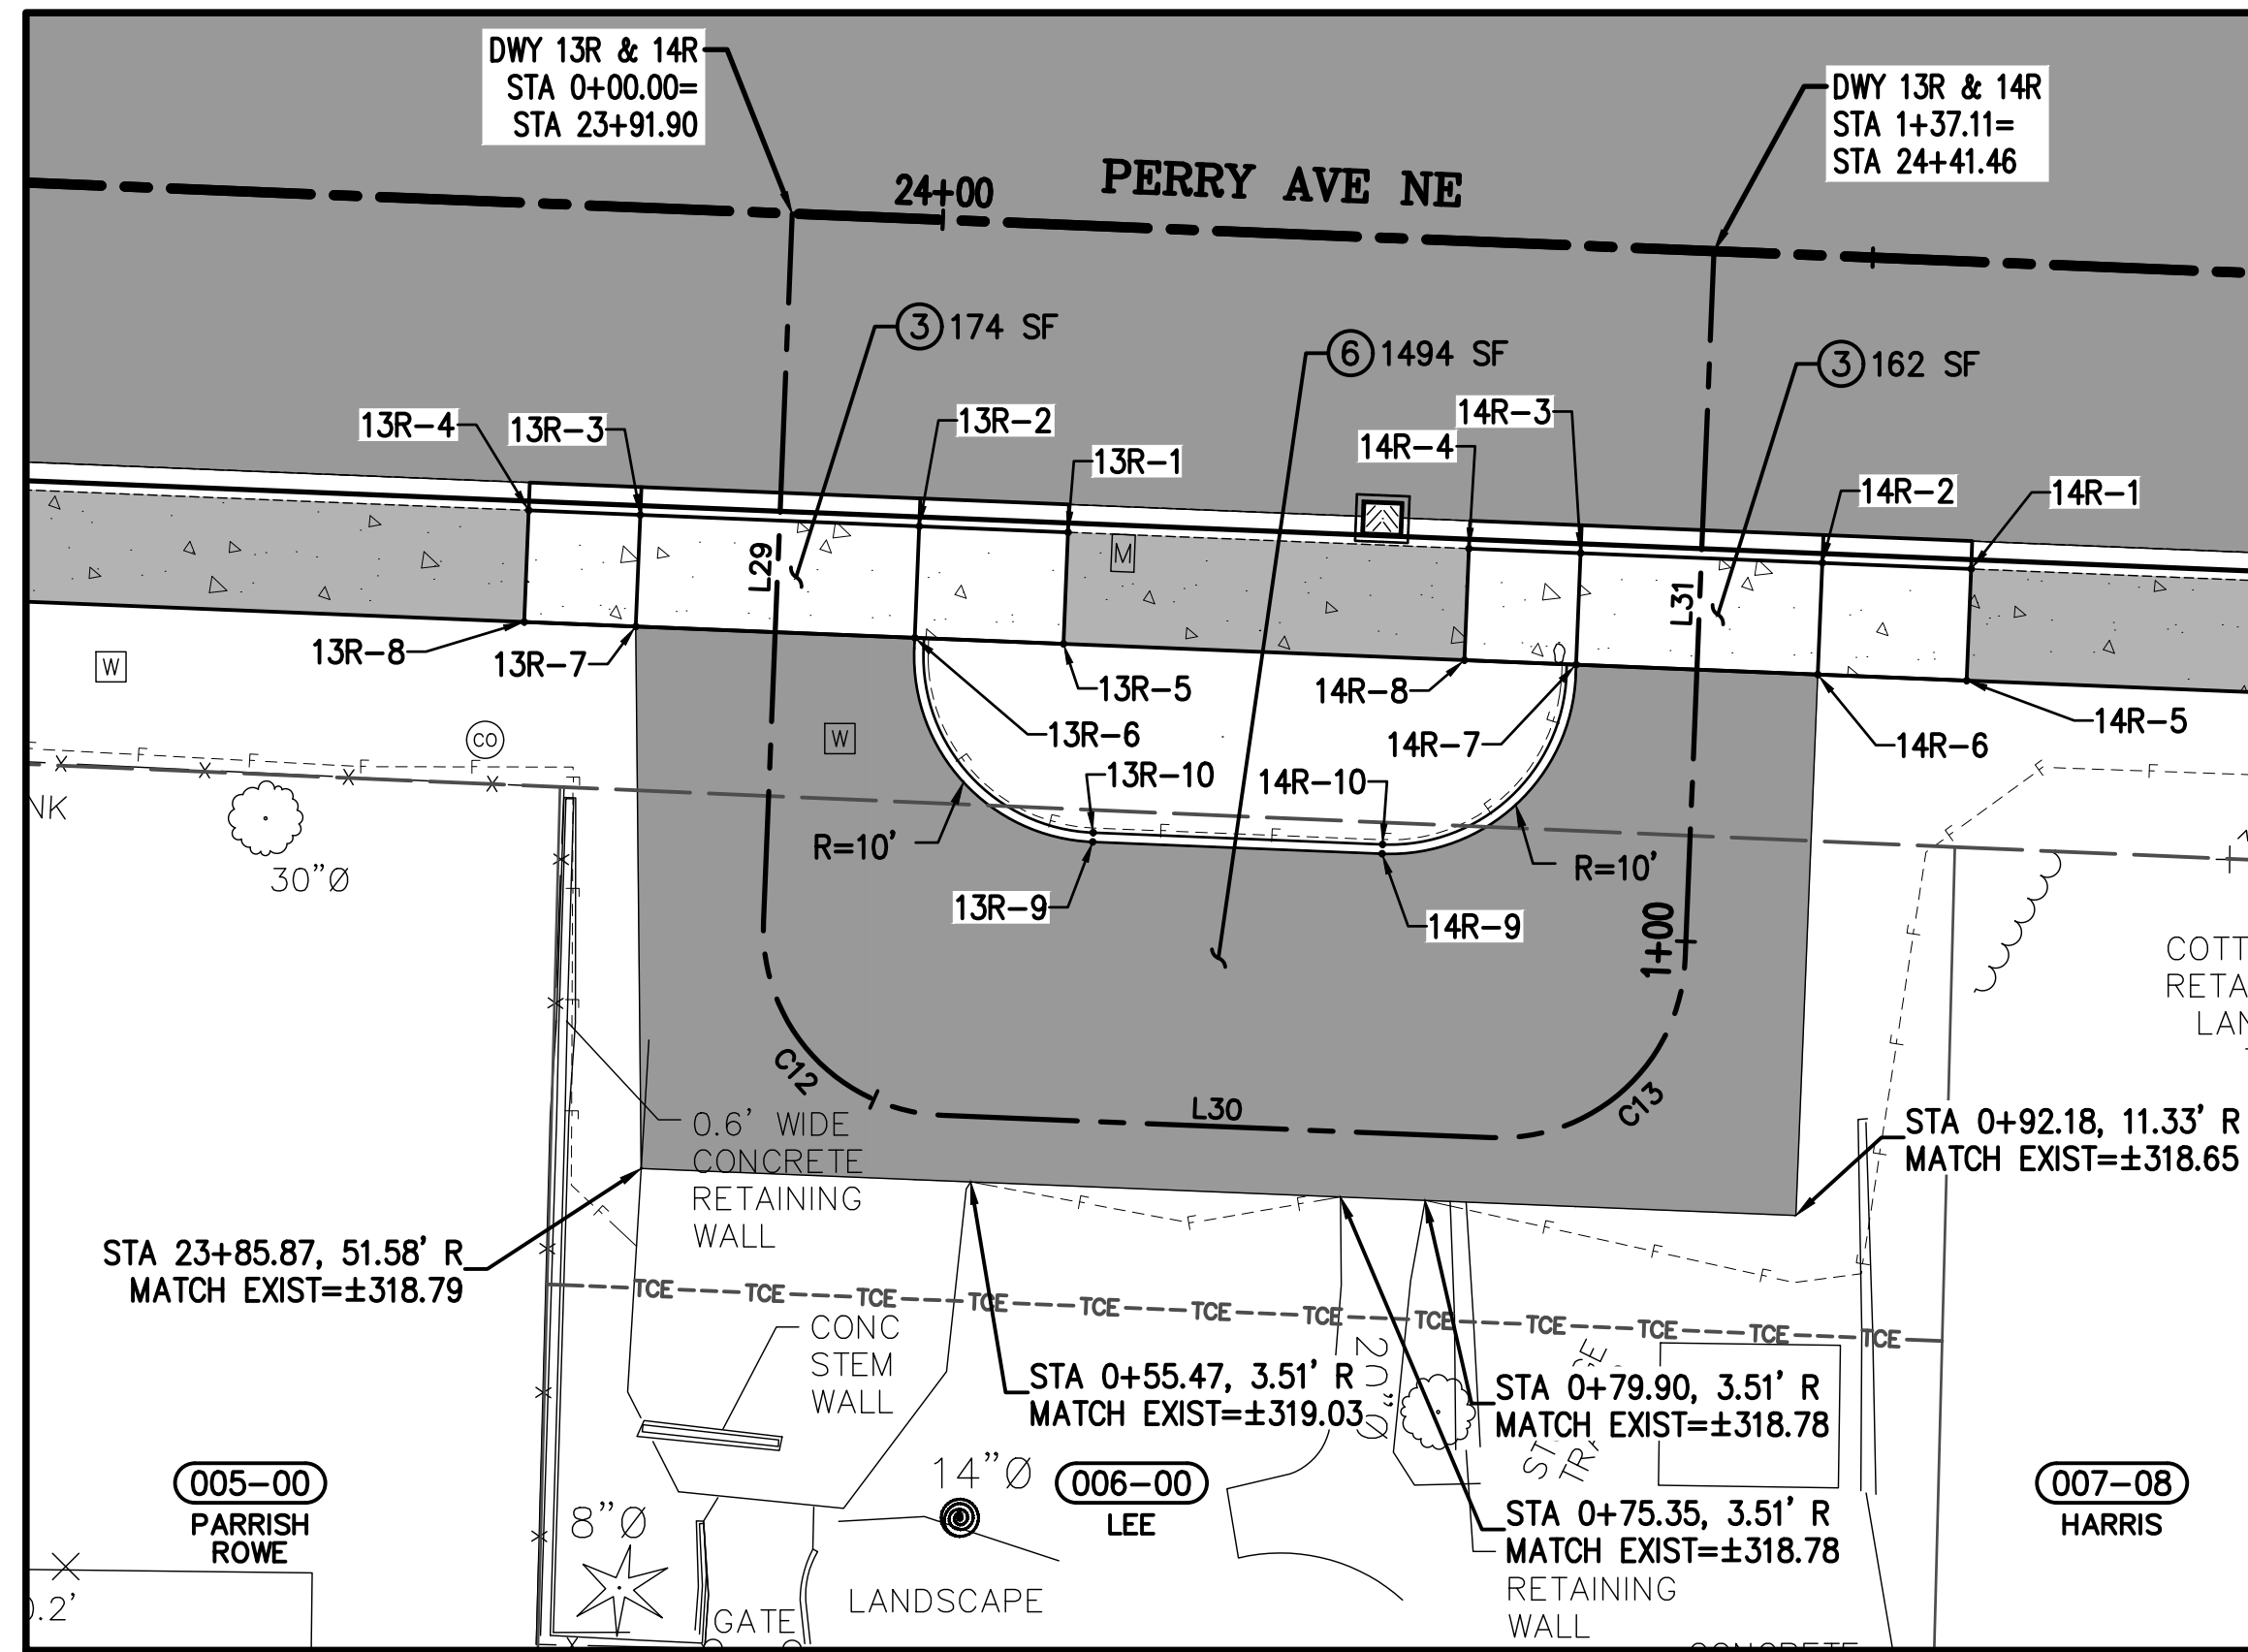 DWY 13R & 14R
STA 0+00.00=
STA 23+91.90
DWY 13R & 14R
STA 1+37.11=
STA 24+41.46
24+00
PERRY AVE NE
3 174 SF
6 1494 SF
3 162 SF
13R-4
13R-3
13R-2
13R-1
14R-4
14R-3
14R-2
14R-1
L29
M
L31
13R-8
13R-7
13R-5
13R-6
14R-8
14R-7
14R-6
14R-5
W
CO
W
13R-10
14R-10
R=10'
R=10'
30"Ø
13R-9
14R-9
1+00
C12
L30
C13
0.6' WIDE
CONCRETE
RETAINING
WALL
STA 0+92.18, 11.33' R
MATCH EXIST=±318.65
STA 23+85.87, 51.58' R
MATCH EXIST=±318.79
TCE TCE TCE TCE TCE TCE TCE TCE TCE TCE TCE TCE
CONC
STEM
WALL
STA 0+55.47, 3.51' R
MATCH EXIST=±319.03
20"Ø
STA 0+79.90, 3.51' R
MATCH EXIST=±318.78
STA 0+75.35, 3.51' R
MATCH EXIST=±318.78
RETAINING
WALL
005-00
PARRISH
ROWE
8"Ø
14"Ø
006-00
LEE
007-08
HARRIS
LANDSCAPE
GATE